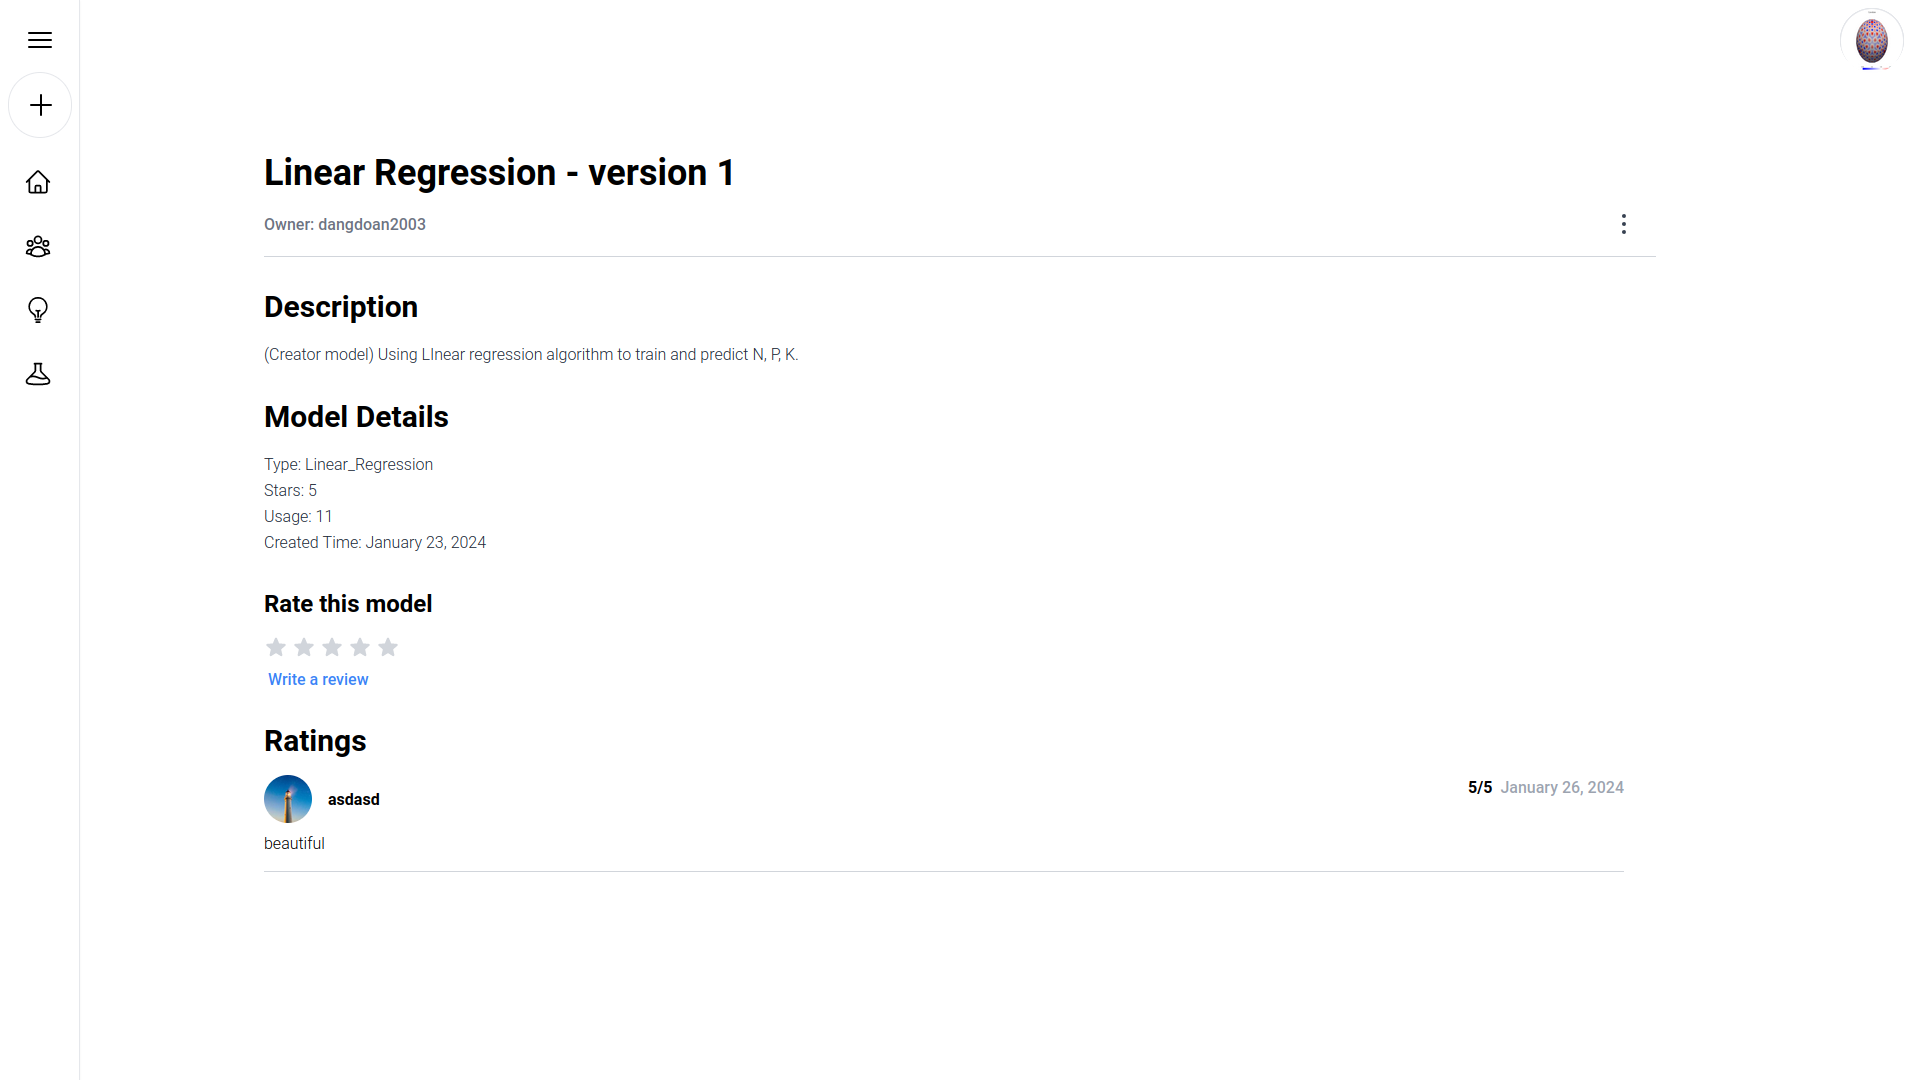 Linear Regression - version 1
Owner: dangdoan2003
Description
(Creator model) Using LInear regression algorithm to train and predict N, P, K.
Model Details
Type: Linear_Regression
Stars: 5
Usage: 11
Created Time: January 23, 2024
Rate this model
Write a review
Ratings
asdasd
5/5 January 26, 2024
beautiful